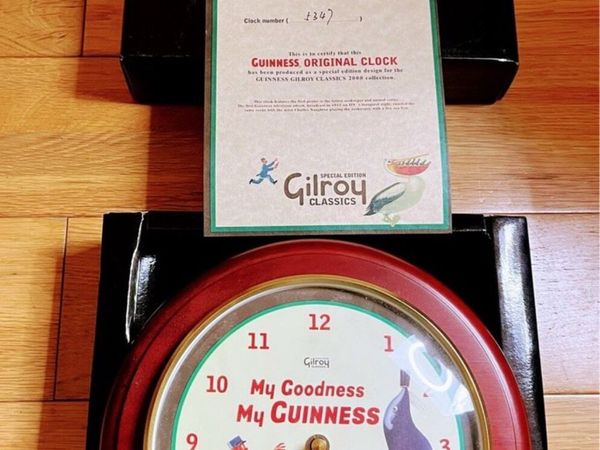 Clock number ( 5347 )
This is to certify that this
GUINNESS ORIGINAL CLOCK
has been produced as a special edition design for the
GUINNESS GILROY CLASSICS 2008 collection.
SPECIAL EDITION
Gilroy
CLASSICS
12
11
1
Gilroy
10
My Goodness
My GUINNESS
9
3